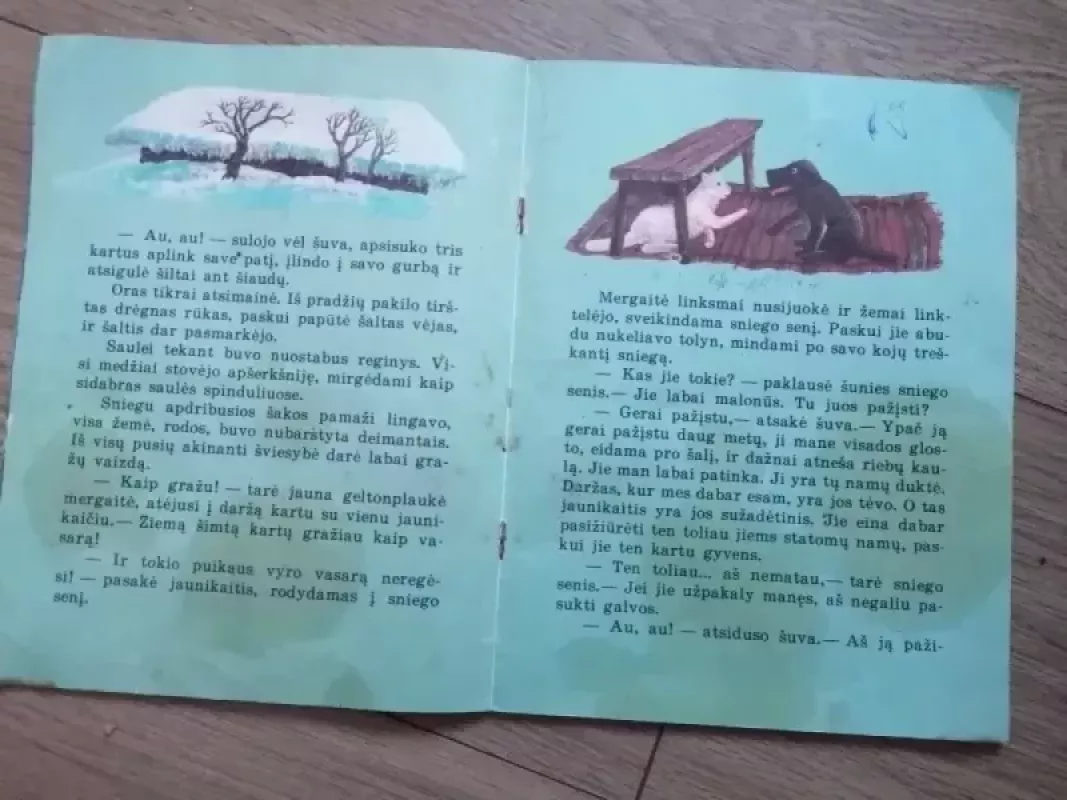 — Au, au! — sulojo vėl šuva, apsisuko tris
kartus aplink save patį, įlindo į savo gurbą ir
atsigulė šiltai ant šiaudų.
Oras tikrai atsimainė. Iš pradžių pakilo tirš-
tas drėgnas rūkas, paskui papūtė šaltas vėjas,
ir šaltis dar pasmarkėjo.
Saulei tekant buvo nuostabus reginys. Vi-
si medžiai stovėjo apšerkšniję, mirgėdami kaip
sidabras saulės spinduliuose.
Sniegu apdribusios šakos pamaži lingavo,
visa žemė, rodos, buvo nubarstyta deimantais.
Iš visų pusių akinanti šviesybė darė labai gra-
žų vaizdą.
— Kaip gražu! — tarė jauna geltonplaukė
mergaitė, atėjusi į daržą kartu su vienu jauni-
kaičiu.— Žiemą šimtą kartų gražiau kaip va-
sarą!
— Ir tokio puikaus vyro vasarą neregė-
si! — pasakė jaunikaitis, rodydamas į sniego
senį.
Mergaitė linksmai nusijuokė ir žemai link-
telėjo, sveikindama sniego senį. Paskui jie abu-
du nukeliavo tolyn, mindami po savo kojų treš-
kantį sniegą.
— Kas jie tokie? — paklausė šunies sniego
senis.— Jie labai malonūs. Tu juos pažįsti?
— Gerai pažįstu,— atsakė šuva.— Ypač ją
gerai pažįstu daug metų, ji mane visados glos-
to, eidama pro šalį, ir dažnai atneša riebų kau-
lą. Jie man labai patinka. Ji yra tų namų duktė.
Daržas, kur mes dabar esam, yra jos tėvo. O tas
jaunikaitis yra jos sužadėtinis. Jie eina dabar
pasižiūrėti ten toliau jiems statomų namų, pas-
kui jie ten kartu gyvens.
— Ten toliau... aš nematau,— tarė sniego
senis.— Jei jie užpakaly manęs, aš negaliu pa-
sukti galvos.
— Au, au! — atsiduso šuva.— Aš ją paži-